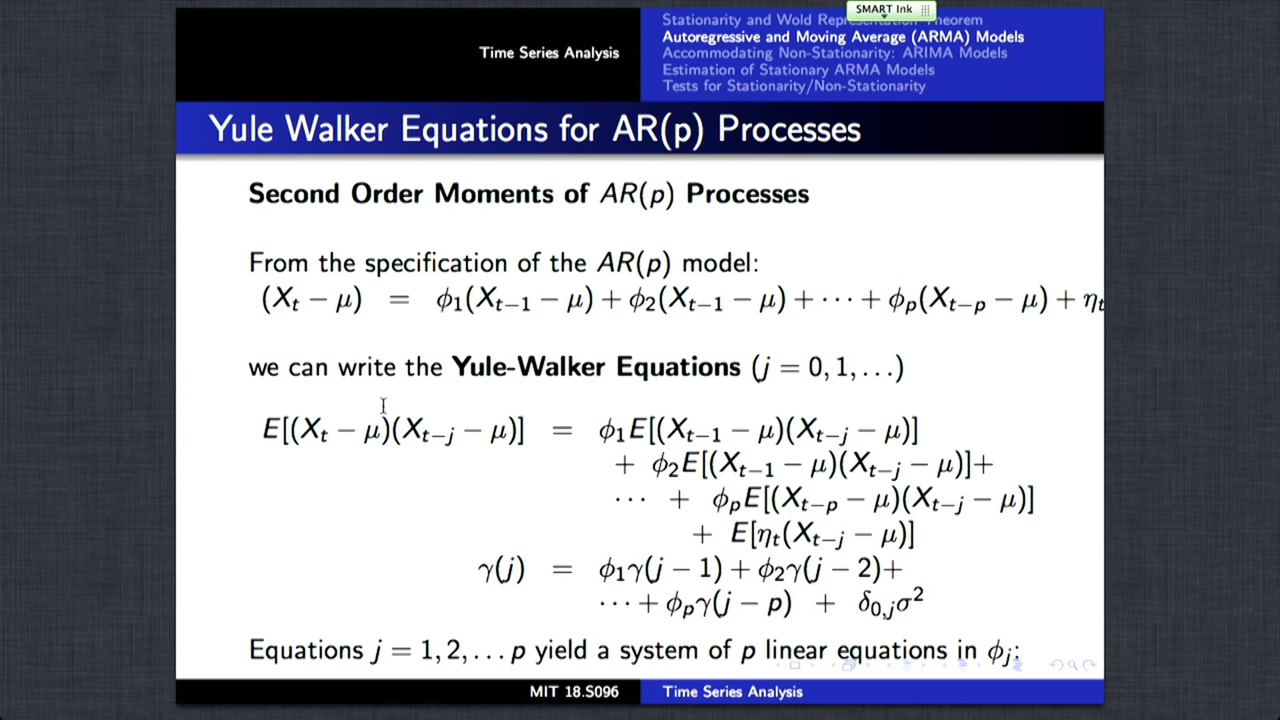 SMART Ink
Time Series Analysis
Stationarity and Wold Representation Theorem
Autoregressive and Moving Average (ARMA) Models
Accommodating Non-Stationarity: ARIMA Models
Estimation of Stationary ARMA Models
Tests for Stationarity/Non-Stationarity
Yule Walker Equations for AR(p) Processes
Second Order Moments of AR(p) Processes
From the specification of the AR(p) model:
(X_t − μ) = ϕ_1(X_{t−1} − μ) + ϕ_2(X_{t−1} − μ) + ⋯ + ϕ_p(X_{t−p} − μ) + η_t
we can write the Yule-Walker Equations (j = 0, 1, …)
E[(X_t − μ)(X_{t−j} − μ)] = ϕ_1E[(X_{t−1} − μ)(X_{t−j} − μ)]
+ ϕ_2E[(X_{t−1} − μ)(X_{t−j} − μ)]+
⋯ + ϕ_pE[(X_{t−p} − μ)(X_{t−j} − μ)]
+ E[η_t(X_{t−j} − μ)]
γ(j) = ϕ_1γ(j − 1) + ϕ_2γ(j − 2)+
⋯ + ϕ_pγ(j − p) + δ_{0,j}σ^2
Equations j = 1, 2, … p yield a system of p linear equations in ϕ_j:
MIT 18.S096
Time Series Analysis